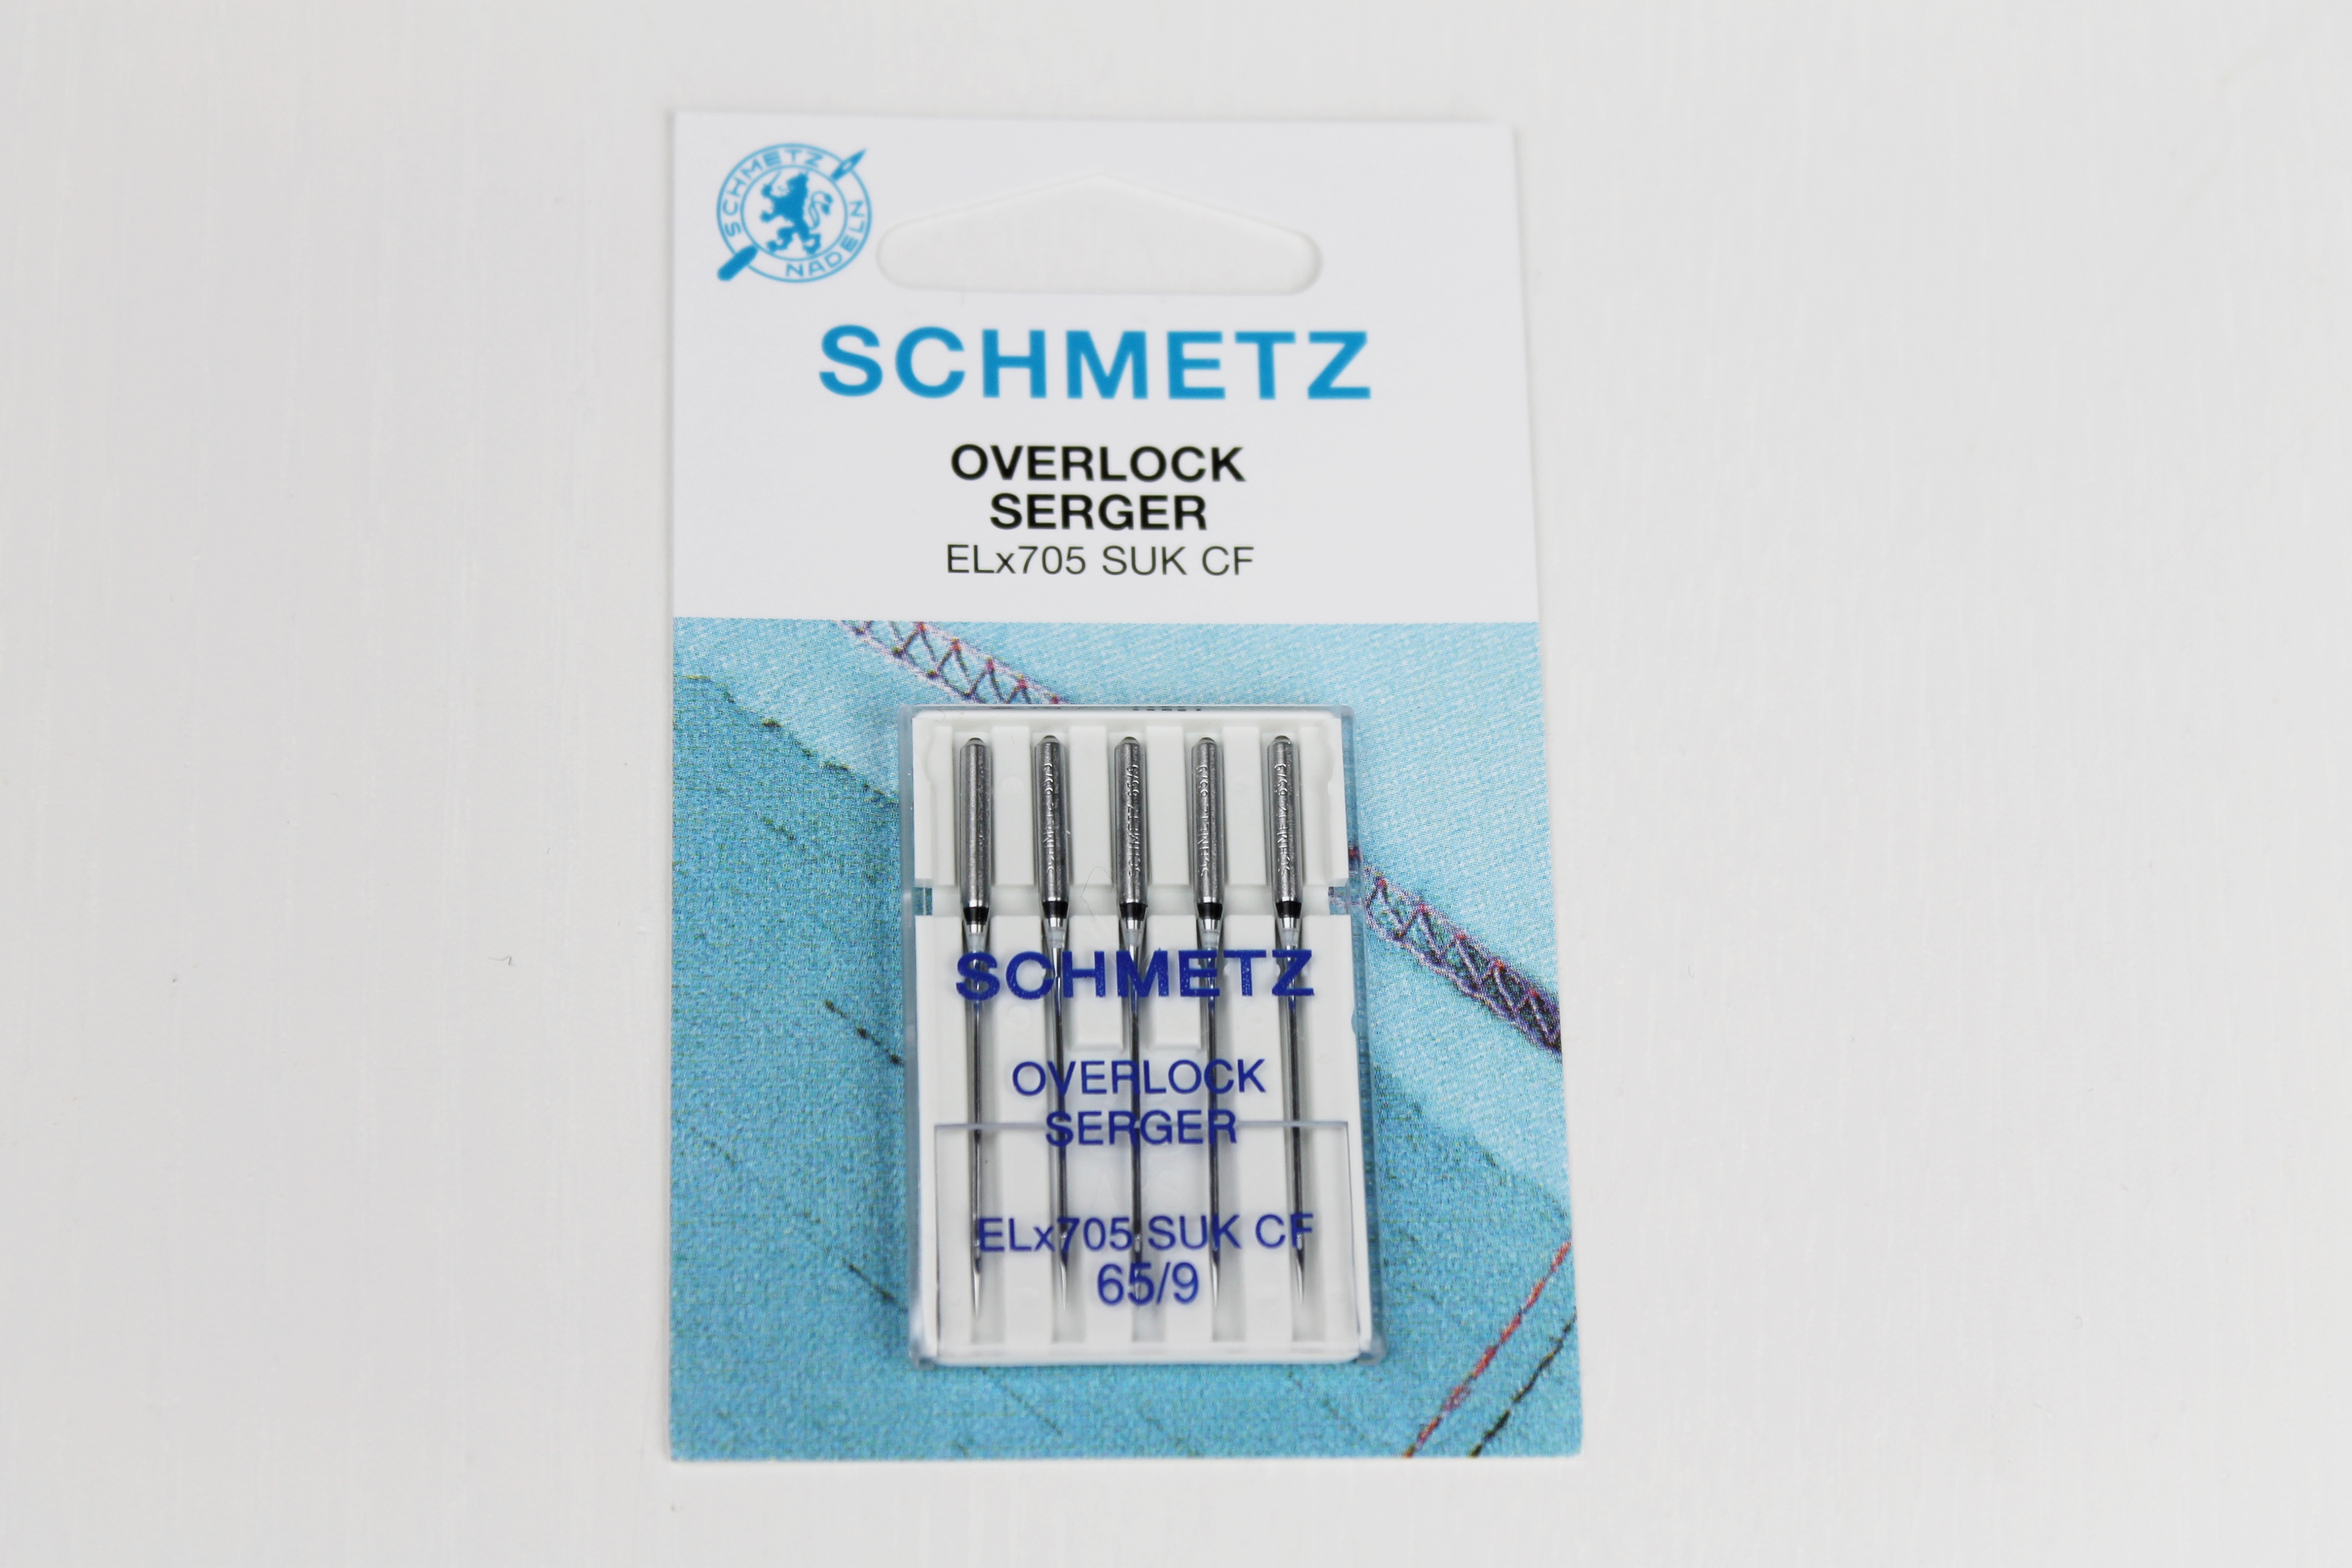 SCHMETZ
NADELN
SCHMETZ
OVERLOCK
SERGER
ELx705 SUK CF
SCHMETZ
OVERLOCK
SERGER
ELx705 SUK CF
65/9